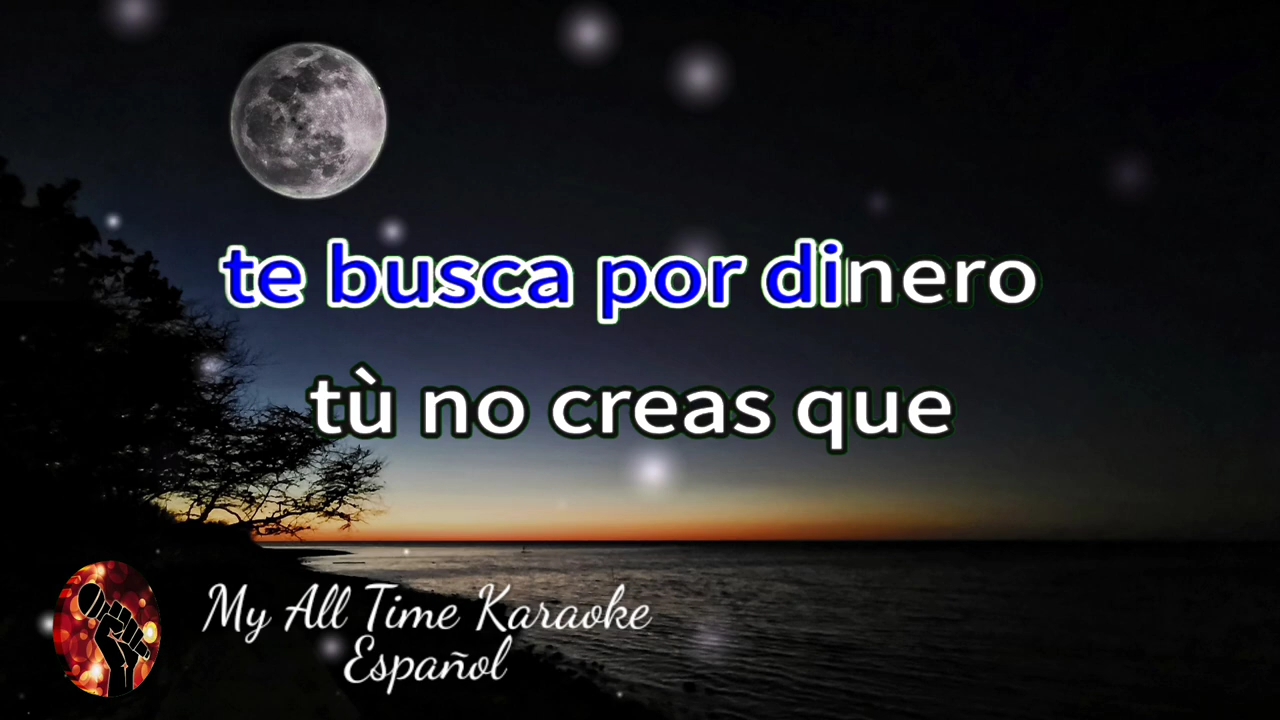 te busca por dinero
tù no creas que
My All Time Karaoke
Español